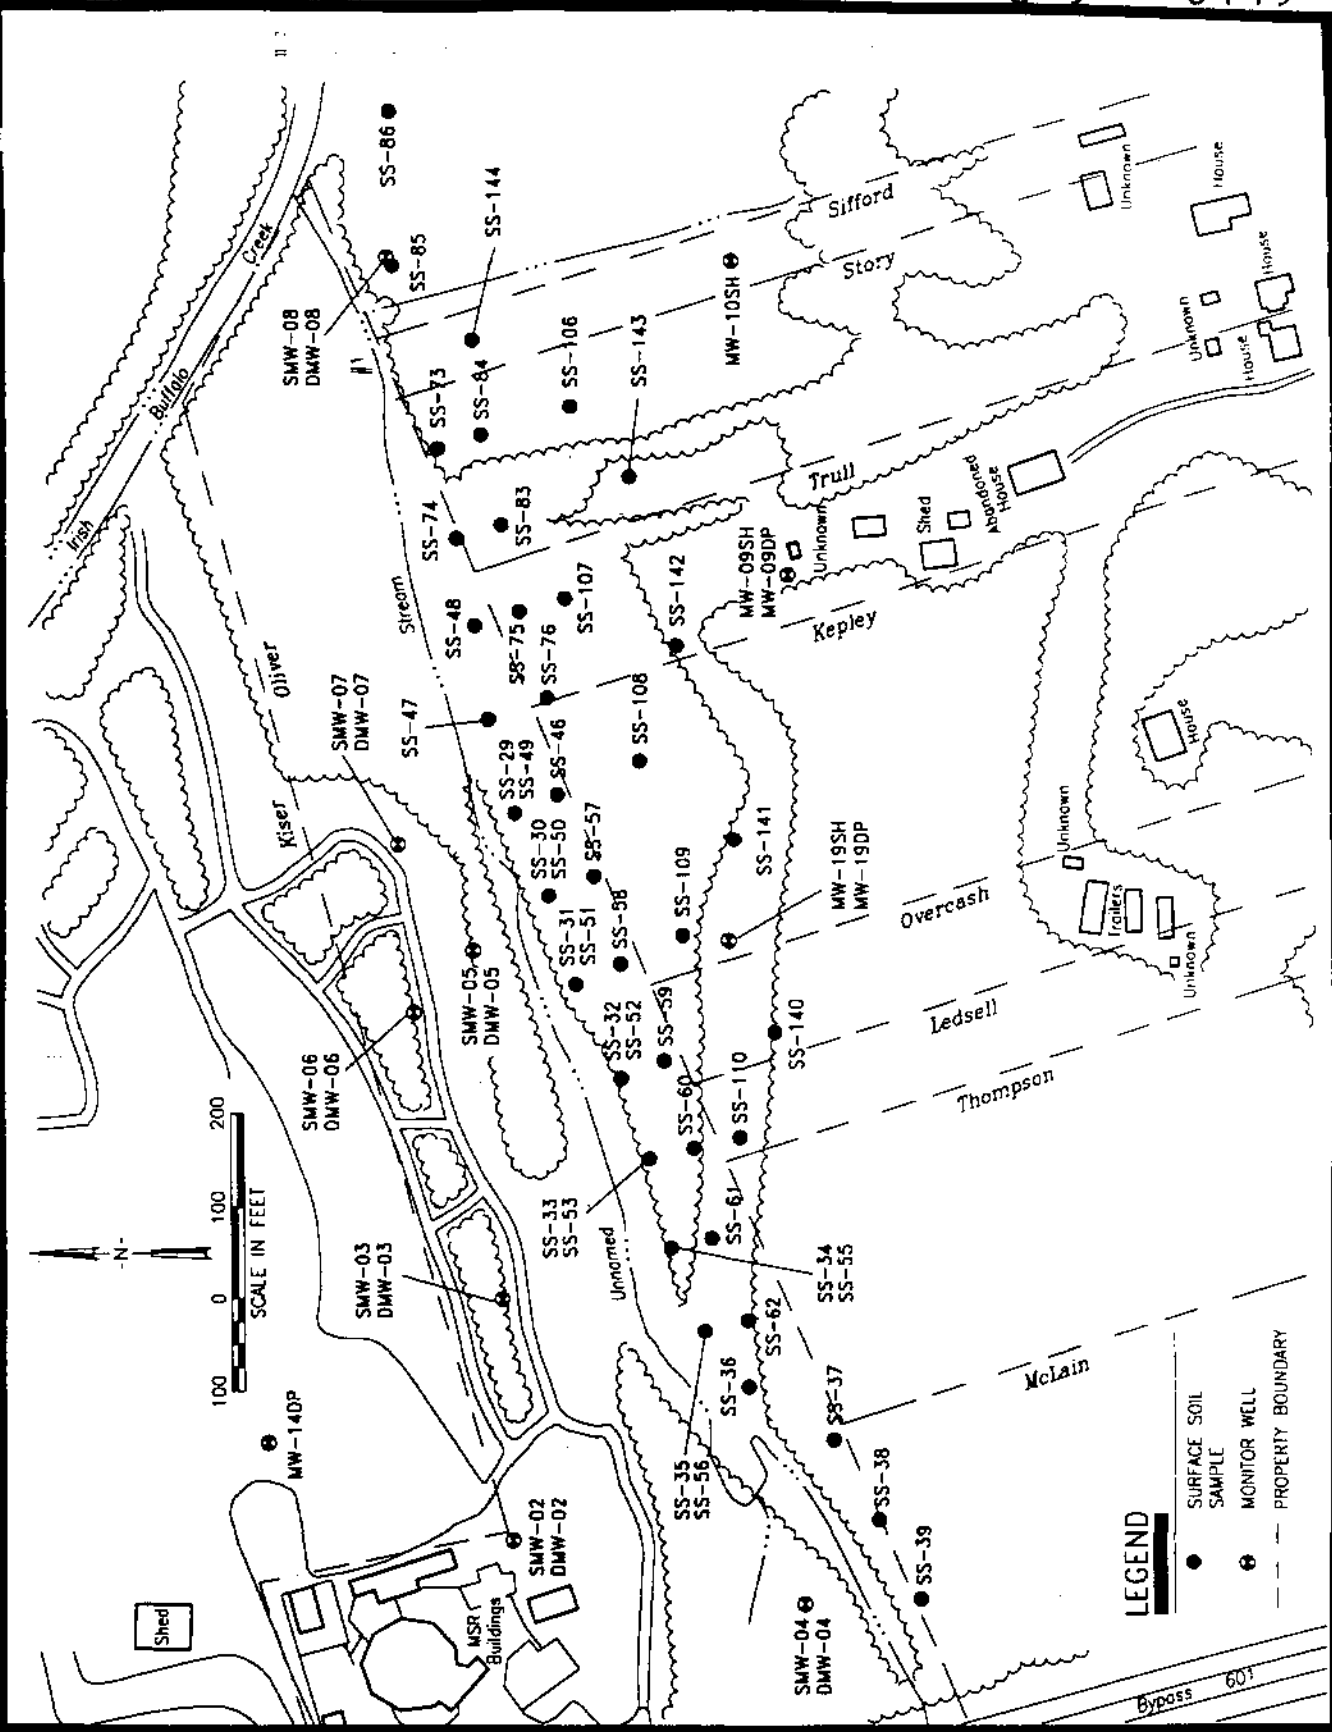 SS-86
SS-144
SS-85
Creek
Buffalo
Irish
SMW-08
DMW-08
SS-73
SS-84
SS-106
SS-143
MW-10SH
Sifford
Story
Unknown
House
House
Unknown
House
Trull
Shed
Abandoned
House
Unknown
SS-74
SS-83
Stream
SS-48
SS-75
SS-76
SS-107
SS-142
MW-09SH
MW-09DP
Kepley
Oliver
Kiser
SMW-07
DMW-07
SS-47
SS-29
SS-49
SS-46
SS-108
SS-30
SS-50
SS-57
SS-141
MW-19SH
MW-19DP
House
Unknown
Trailers
Unknown
Overcash
Ledsell
Thompson
SS-109
SS-31
SS-51
SS-58
SMW-05
DMW-05
SMW-06
DMW-06
SS-32
SS-52
SS-59
SS-60
SS-110
SS-140
SS-33
SS-53
SS-61
SS-34
SS-55
Unnamed
SMW-03
DMW-03
-N-
100 0 100 200
SCALE IN FEET
MW-14DP
SS-62
SS-36
SS-35
SS-56
SS-37
SS-38
SS-39
McLain
SMW-02
DMW-02
MSR
Buildings
Shed
SMW-04
DMW-04
Bypass 601
LEGEND
SURFACE SOIL
SAMPLE
MONITOR WELL
PROPERTY BOUNDARY